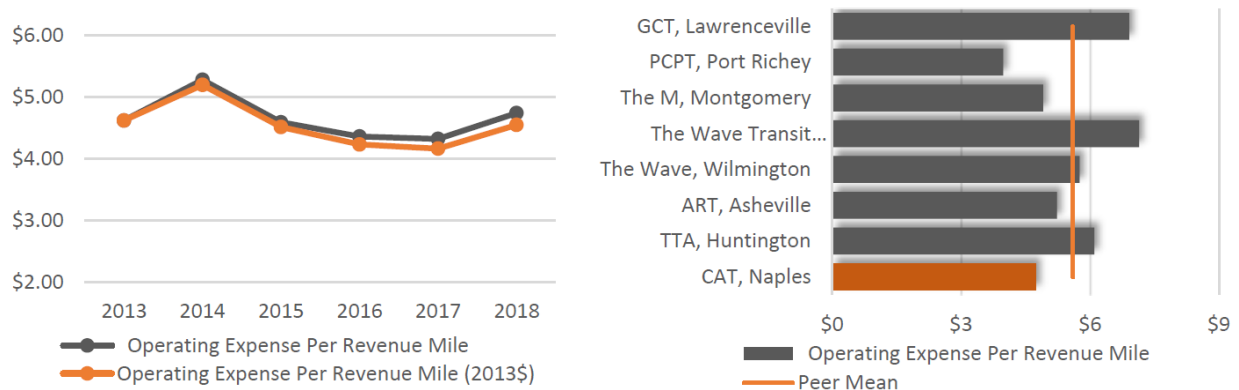 $6.00
$5.00
$4.00
$3.00
$2.00
2013 2014 2015 2016 2017 2018
Operating Expense Per Revenue Mile
Operating Expense Per Revenue Mile (2013$)
GCT, Lawrenceville
PCPT, Port Richey
The M, Montgomery
The Wave Transit...
The Wave, Wilmington
ART, Asheville
TTA, Huntington
CAT, Naples
$0 $3 $6 $9
Operating Expense Per Revenue Mile
Peer Mean